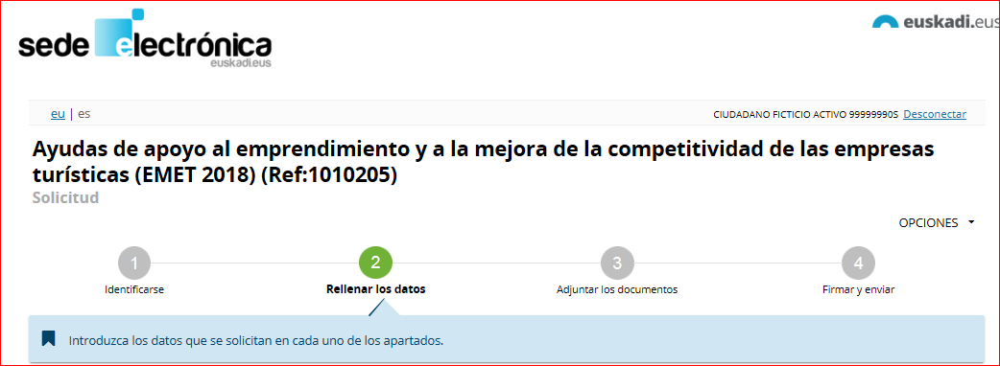 sede electrónica
euskadi.eus
euskadi.eus
eu | es
CIUDADANO FICTICIO ACTIVO 99999990S Desconectar
Ayudas de apoyo al emprendimiento y a la mejora de la competitividad de las empresas
turísticas (EMET 2018) (Ref:1010205)
Solicitud
OPCIONES
1 2 3 4
Identificarse Rellenar los datos Adjuntar los documentos Firmar y enviar
Introduzca los datos que se solicitan en cada uno de los apartados.